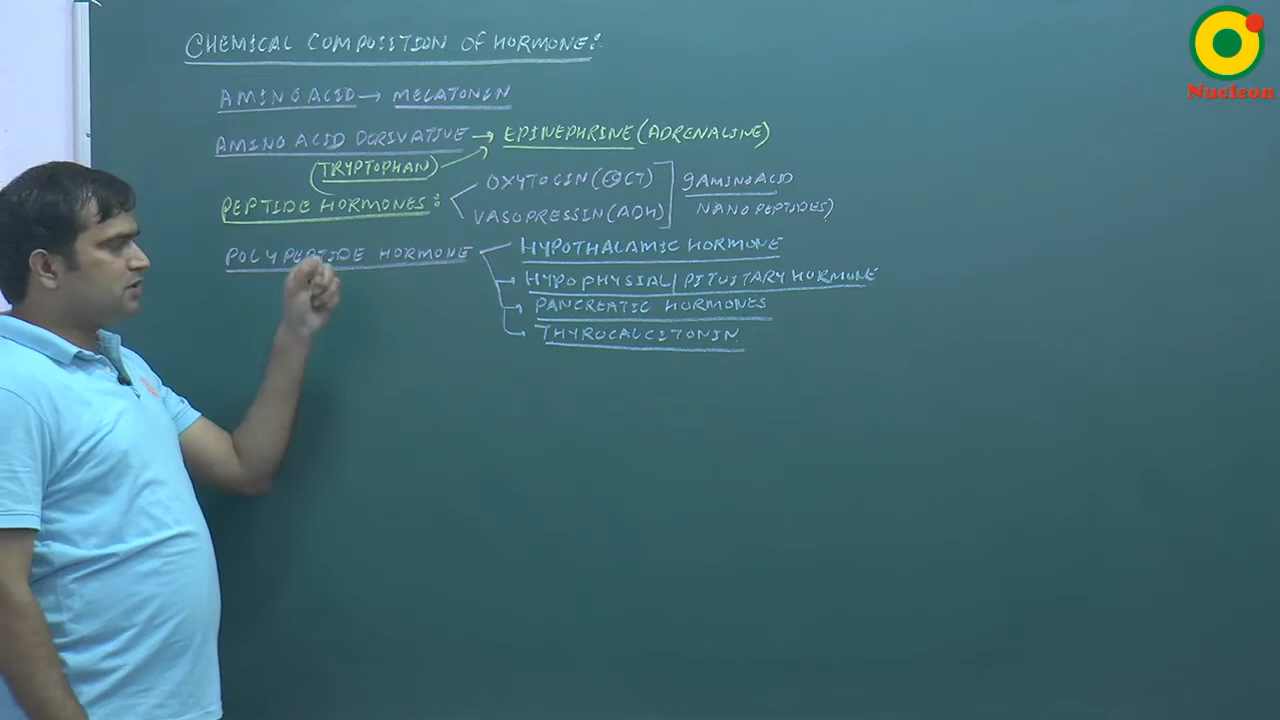 CHEMICAL COMPOSITION OF HORMONE:
AMINO ACID → MELATONIN
AMINO ACID DERIVATIVE → EPINEPHRINE (ADRENALINE)
(TRYPTOPHAN)
PEPTIDE HORMONES:
OXYTOCIN (OCT)
VASOPRESSIN (ADH)
9 AMINO ACID
NANO PEPTIDES)
POLYPEPTIDE HORMONE
HYPOTHALAMIC HORMONE
HYPOPHYSIAL/PITUITARY HORMONE
PANCREATIC HORMONES
THYROCALCITONIN
Nucleon